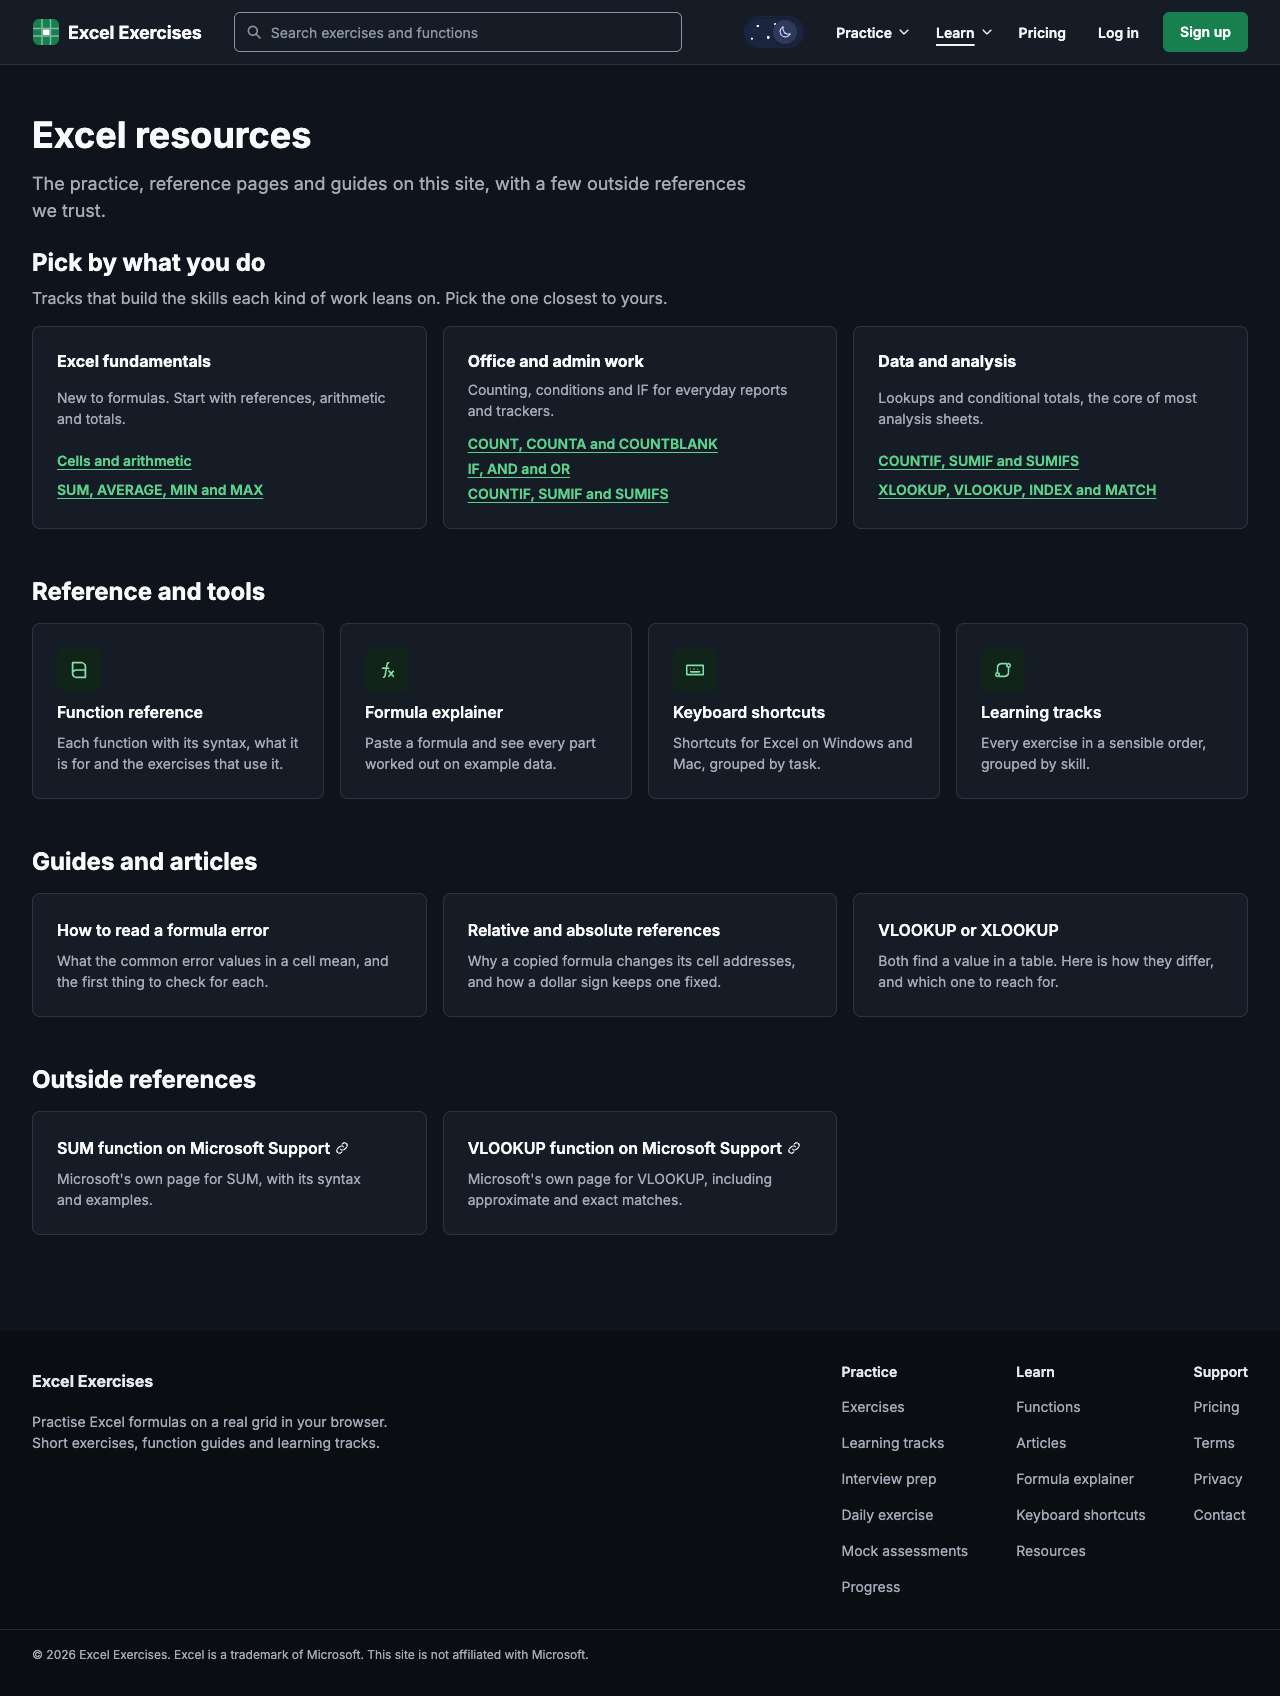 Excel Exercises
Search exercises and functions
Practice
Learn
Pricing
Log in
Sign up
Excel resources
The practice, reference pages and guides on this site, with a few outside references
we trust.
Pick by what you do
Tracks that build the skills each kind of work leans on. Pick the one closest to yours.
Excel fundamentals
New to formulas. Start with references, arithmetic
and totals.
Cells and arithmetic
SUM, AVERAGE, MIN and MAX
Office and admin work
Counting, conditions and IF for everyday reports
and trackers.
COUNT, COUNTA and COUNTBLANK
IF, AND and OR
COUNTIF, SUMIF and SUMIFS
Data and analysis
Lookups and conditional totals, the core of most
analysis sheets.
COUNTIF, SUMIF and SUMIFS
XLOOKUP, VLOOKUP, INDEX and MATCH
Reference and tools
Function reference
Each function with its syntax, what it
is for and the exercises that use it.
Formula explainer
Paste a formula and see every part
worked out on example data.
Keyboard shortcuts
Shortcuts for Excel on Windows and
Mac, grouped by task.
Learning tracks
Every exercise in a sensible order,
grouped by skill.
Guides and articles
How to read a formula error
What the common error values in a cell mean, and
the first thing to check for each.
Relative and absolute references
Why a copied formula changes its cell addresses,
and how a dollar sign keeps one fixed.
VLOOKUP or XLOOKUP
Both find a value in a table. Here is how they differ,
and which one to reach for.
Outside references
SUM function on Microsoft Support
Microsoft's own page for SUM, with its syntax
and examples.
VLOOKUP function on Microsoft Support
Microsoft's own page for VLOOKUP, including
approximate and exact matches.
Excel Exercises
Practise Excel formulas on a real grid in your browser.
Short exercises, function guides and learning tracks.
Practice
Exercises
Learning tracks
Interview prep
Daily exercise
Mock assessments
Progress
Learn
Functions
Articles
Formula explainer
Keyboard shortcuts
Resources
Support
Pricing
Terms
Privacy
Contact
© 2026 Excel Exercises. Excel is a trademark of Microsoft. This site is not affiliated with Microsoft.